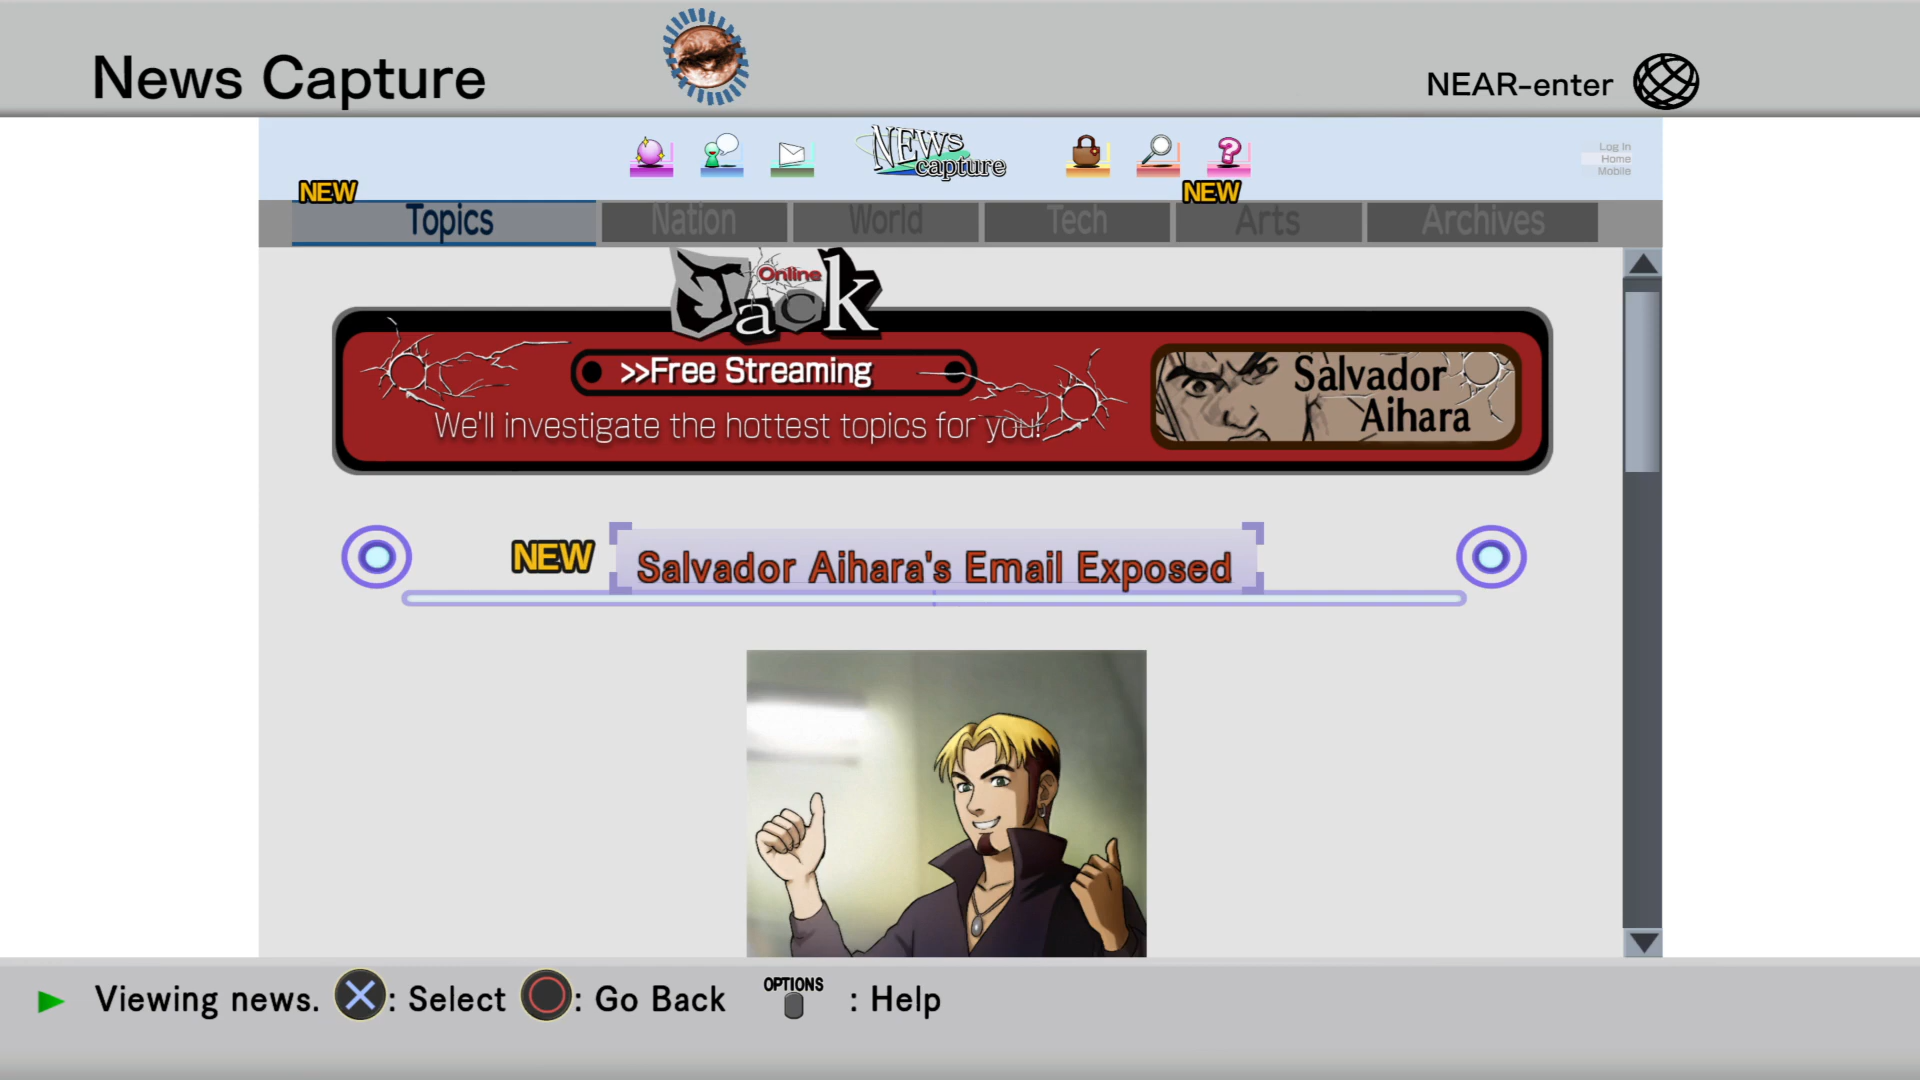 News Capture
NEAR-enter
NEWS
capture
Log In
Home
Mobile
NEW
NEW
Topics
Nation
World
Tech
Arts
Archives
Online
Jack
>>Free Streaming
We'll investigate the hottest topics for you!
Salvador
Aihara
NEW
Salvador Aihara's Email Exposed
Viewing news. : Select : Go Back OPTIONS : Help